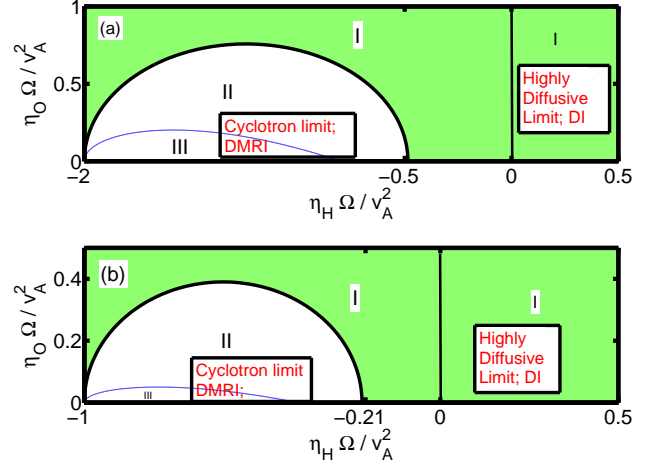 (a)
I
I
II
III
Cyclotron limit;
DMRI
Highly
Diffusive
Limit; DI
1
0.5
0
η_O Ω / v_A^2
−2
−0.5
0
0.5
η_H Ω / v_A^2
(b)
I
I
II
III
Cyclotron limit
DMRI;
Highly
Diffusive
Limit; DI
0.4
0.2
0
η_O Ω / v_A^2
−1
−0.21
0
0.5
η_H Ω / v_A^2